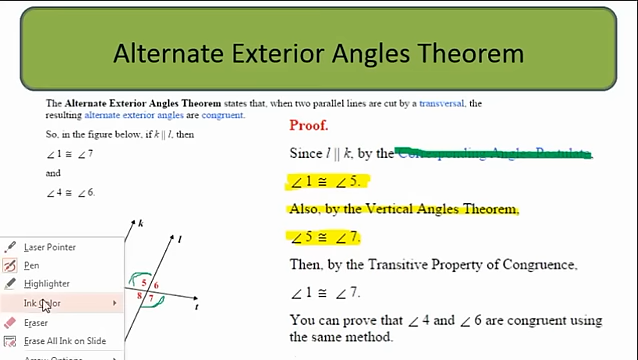 Alternate Exterior Angles Theorem
The Alternate Exterior Angles Theorem states that, when two parallel lines are cut by a transversal, the
resulting alternate exterior angles are congruent.
So, in the figure below, if k || l, then
∠1 ≅ ∠7
and
∠4 ≅ ∠6.
Proof.
Since l || k, by the Corresponding Angles Postulate,
∠1 ≅ ∠5.
Also, by the Vertical Angles Theorem,
∠5 ≅ ∠7.
Then, by the Transitive Property of Congruence,
∠1 ≅ ∠7.
You can prove that ∠4 and ∠6 are congruent using
the same method.
k
l
5 6
8 7
t
Laser Pointer
Pen
Highlighter
Ink Color
Eraser
Erase All Ink on Slide
Arrow Options